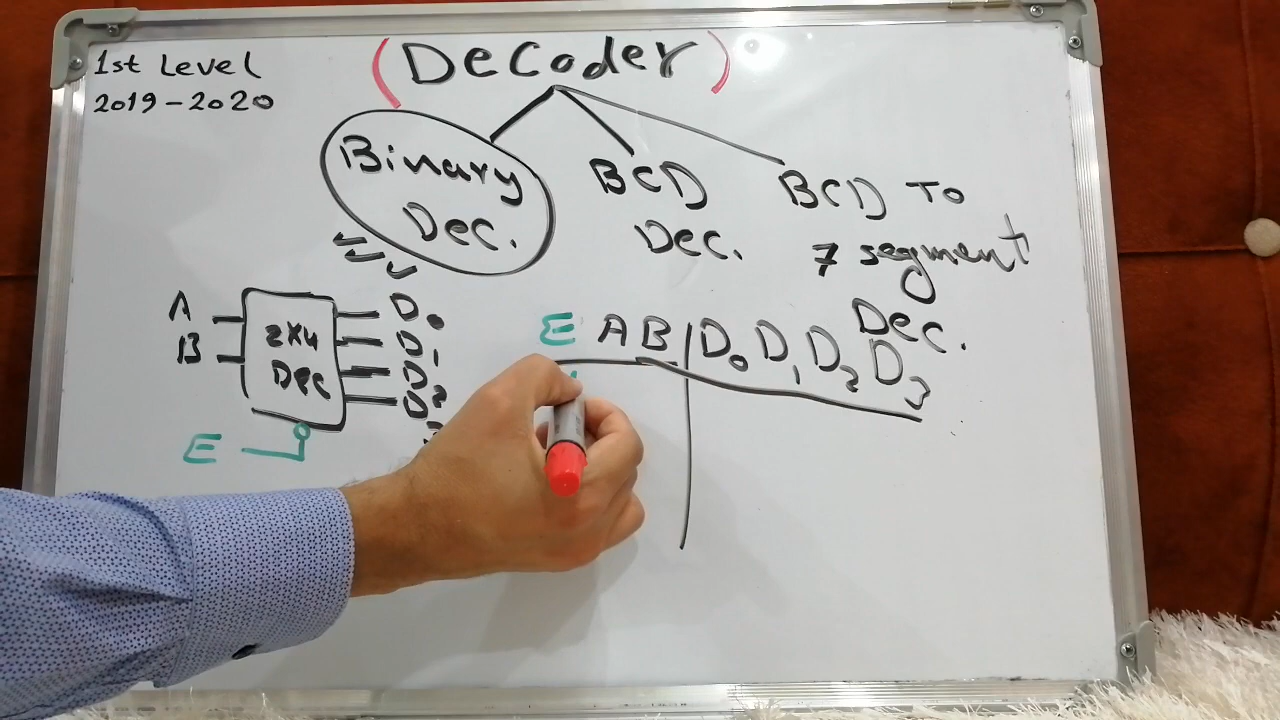 1st Level
2019-2020
(Decoder)
Binary
Dec.
BCD
Dec.
BCD To
7 segment
Dec.
A
B
2x4
Dec
D0
D1
D2
E
E A B D0 D1 D2 D3